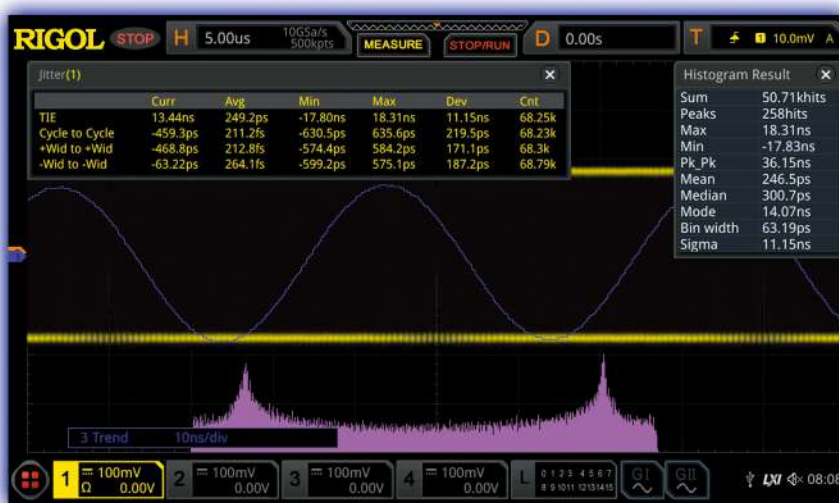 RIGOL STOP H 5.00us 10GSa/s 500kpts MEASURE STOP/RUN D 0.00s T 1 10.0mV A
Jitter(1)
Curr Avg Min Max Dev Cnt
TIE 13.44ns 249.2ps -17.80ns 18.31ns 11.15ns 68.25k
Cycle to Cycle -459.3ps 211.2fs -630.5ps 635.6ps 219.5ps 68.23k
+Wid to +Wid -468.8ps 212.8fs -574.4ps 584.2ps 171.1ps 68.3k
-Wid to -Wid -63.22ps 264.1fs -599.2ps 575.1ps 187.2ps 68.79k
Histogram Result
Sum 50.71khits
Peaks 258hits
Max 18.31ns
Min -17.83ns
Pk_Pk 36.15ns
Mean 246.5ps
Median 300.7ps
Mode 14.07ns
Bin width 63.19ps
Sigma 11.15ns
3 Trend 10ns/div
1 100mV Ω 0.00V
2 100mV 0.00V
3 100mV 0.00V
4 100mV 0.00V
L 0 1 2 3 4 5 6 7
8 9 10 11 12 13 14 15
GI GII
LXI 08:0